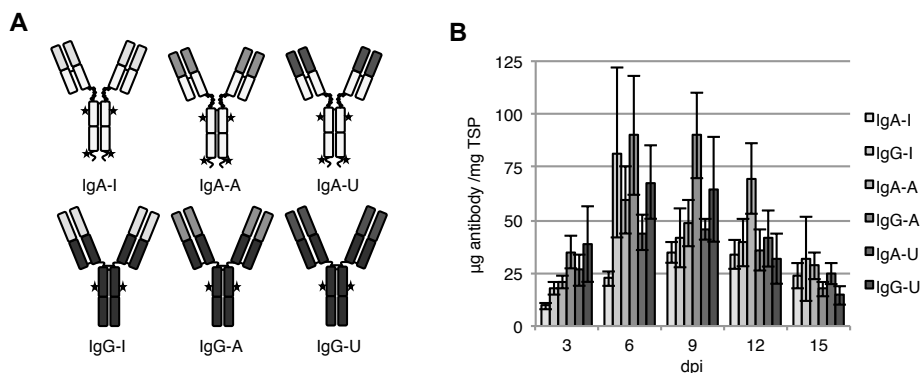 A
IgA-I
IgA-A
IgA-U
IgG-I
IgG-A
IgG-U
B
µg antibody /mg TSP
125
100
75
50
25
0
3
6
9
12
15
dpi
IgA-I
IgG-I
IgA-A
IgG-A
IgA-U
IgG-U